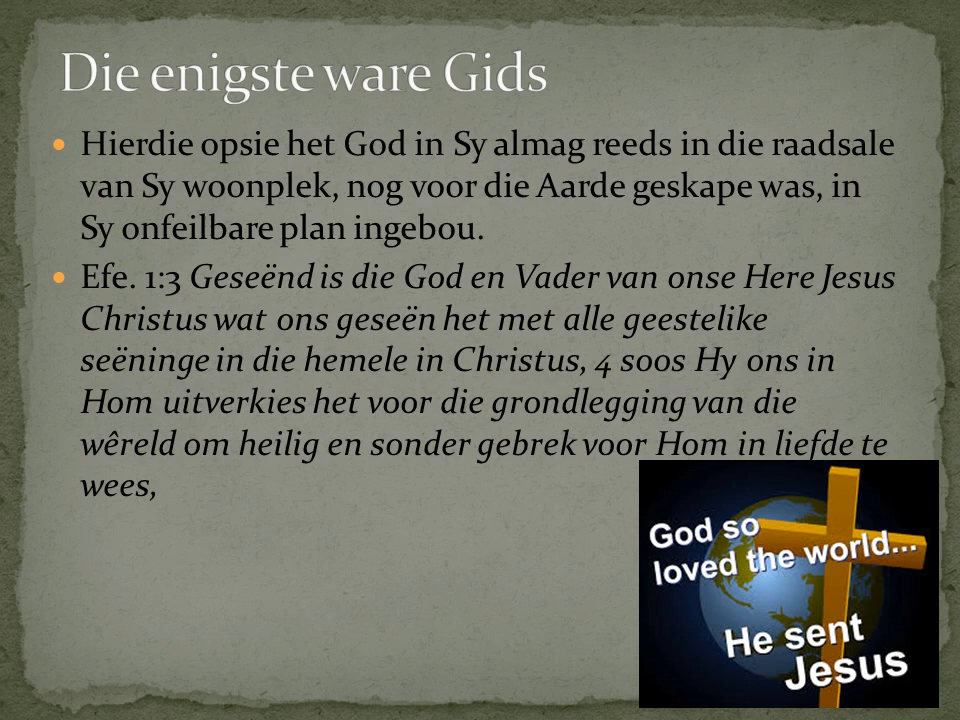 Die enigste ware Gids
Hierdie opsie het God in Sy almag reeds in die raadsale
van Sy woonplek, nog voor die Aarde geskape was, in
Sy onfeilbare plan ingebou.
Efe. 1:3 Geseënd is die God en Vader van onse Here Jesus
Christus wat ons geseën het met alle geestelike
seëninge in die hemele in Christus, 4 soos Hy ons in
Hom uitverkies het voor die grondlegging van die
wêreld om heilig en sonder gebrek voor Hom in liefde te
wees,
God so
loved the world...
He sent
Jesus